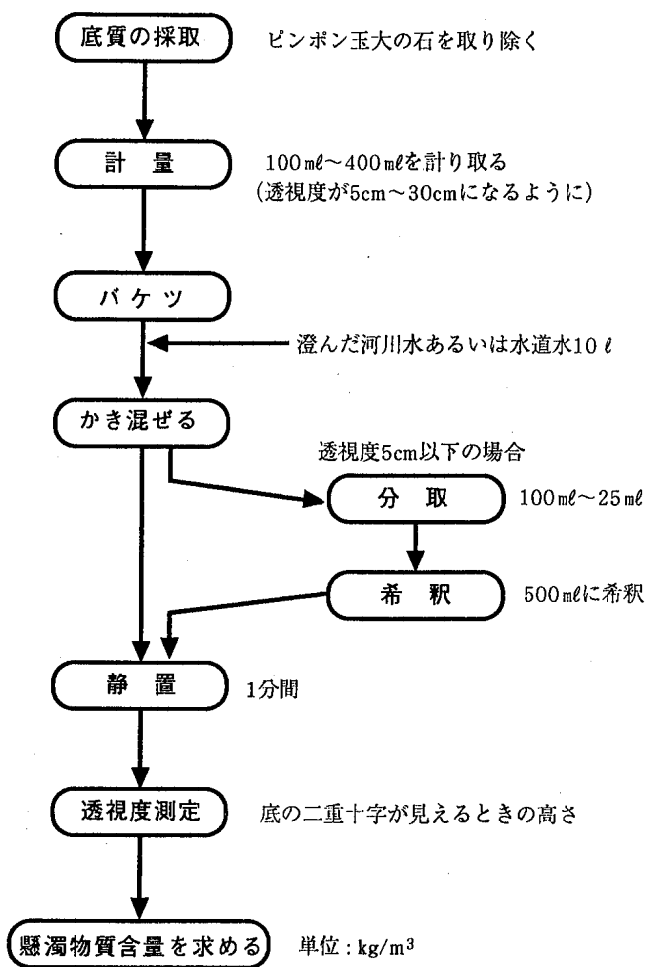 底質の採取
ピンポン玉大の石を取り除く
計量
100mℓ～400mℓを計り取る
(透視度が5cm～30cmになるように)
バケツ
澄んだ河川水あるいは水道水10ℓ
かき混ぜる
透視度5cm以下の場合
分取
100mℓ～25mℓ
希釈
500mℓに希釈
静置
1分間
透視度測定
底の二重十字が見えるときの高さ
懸濁物質含量を求める
単位：kg/m³